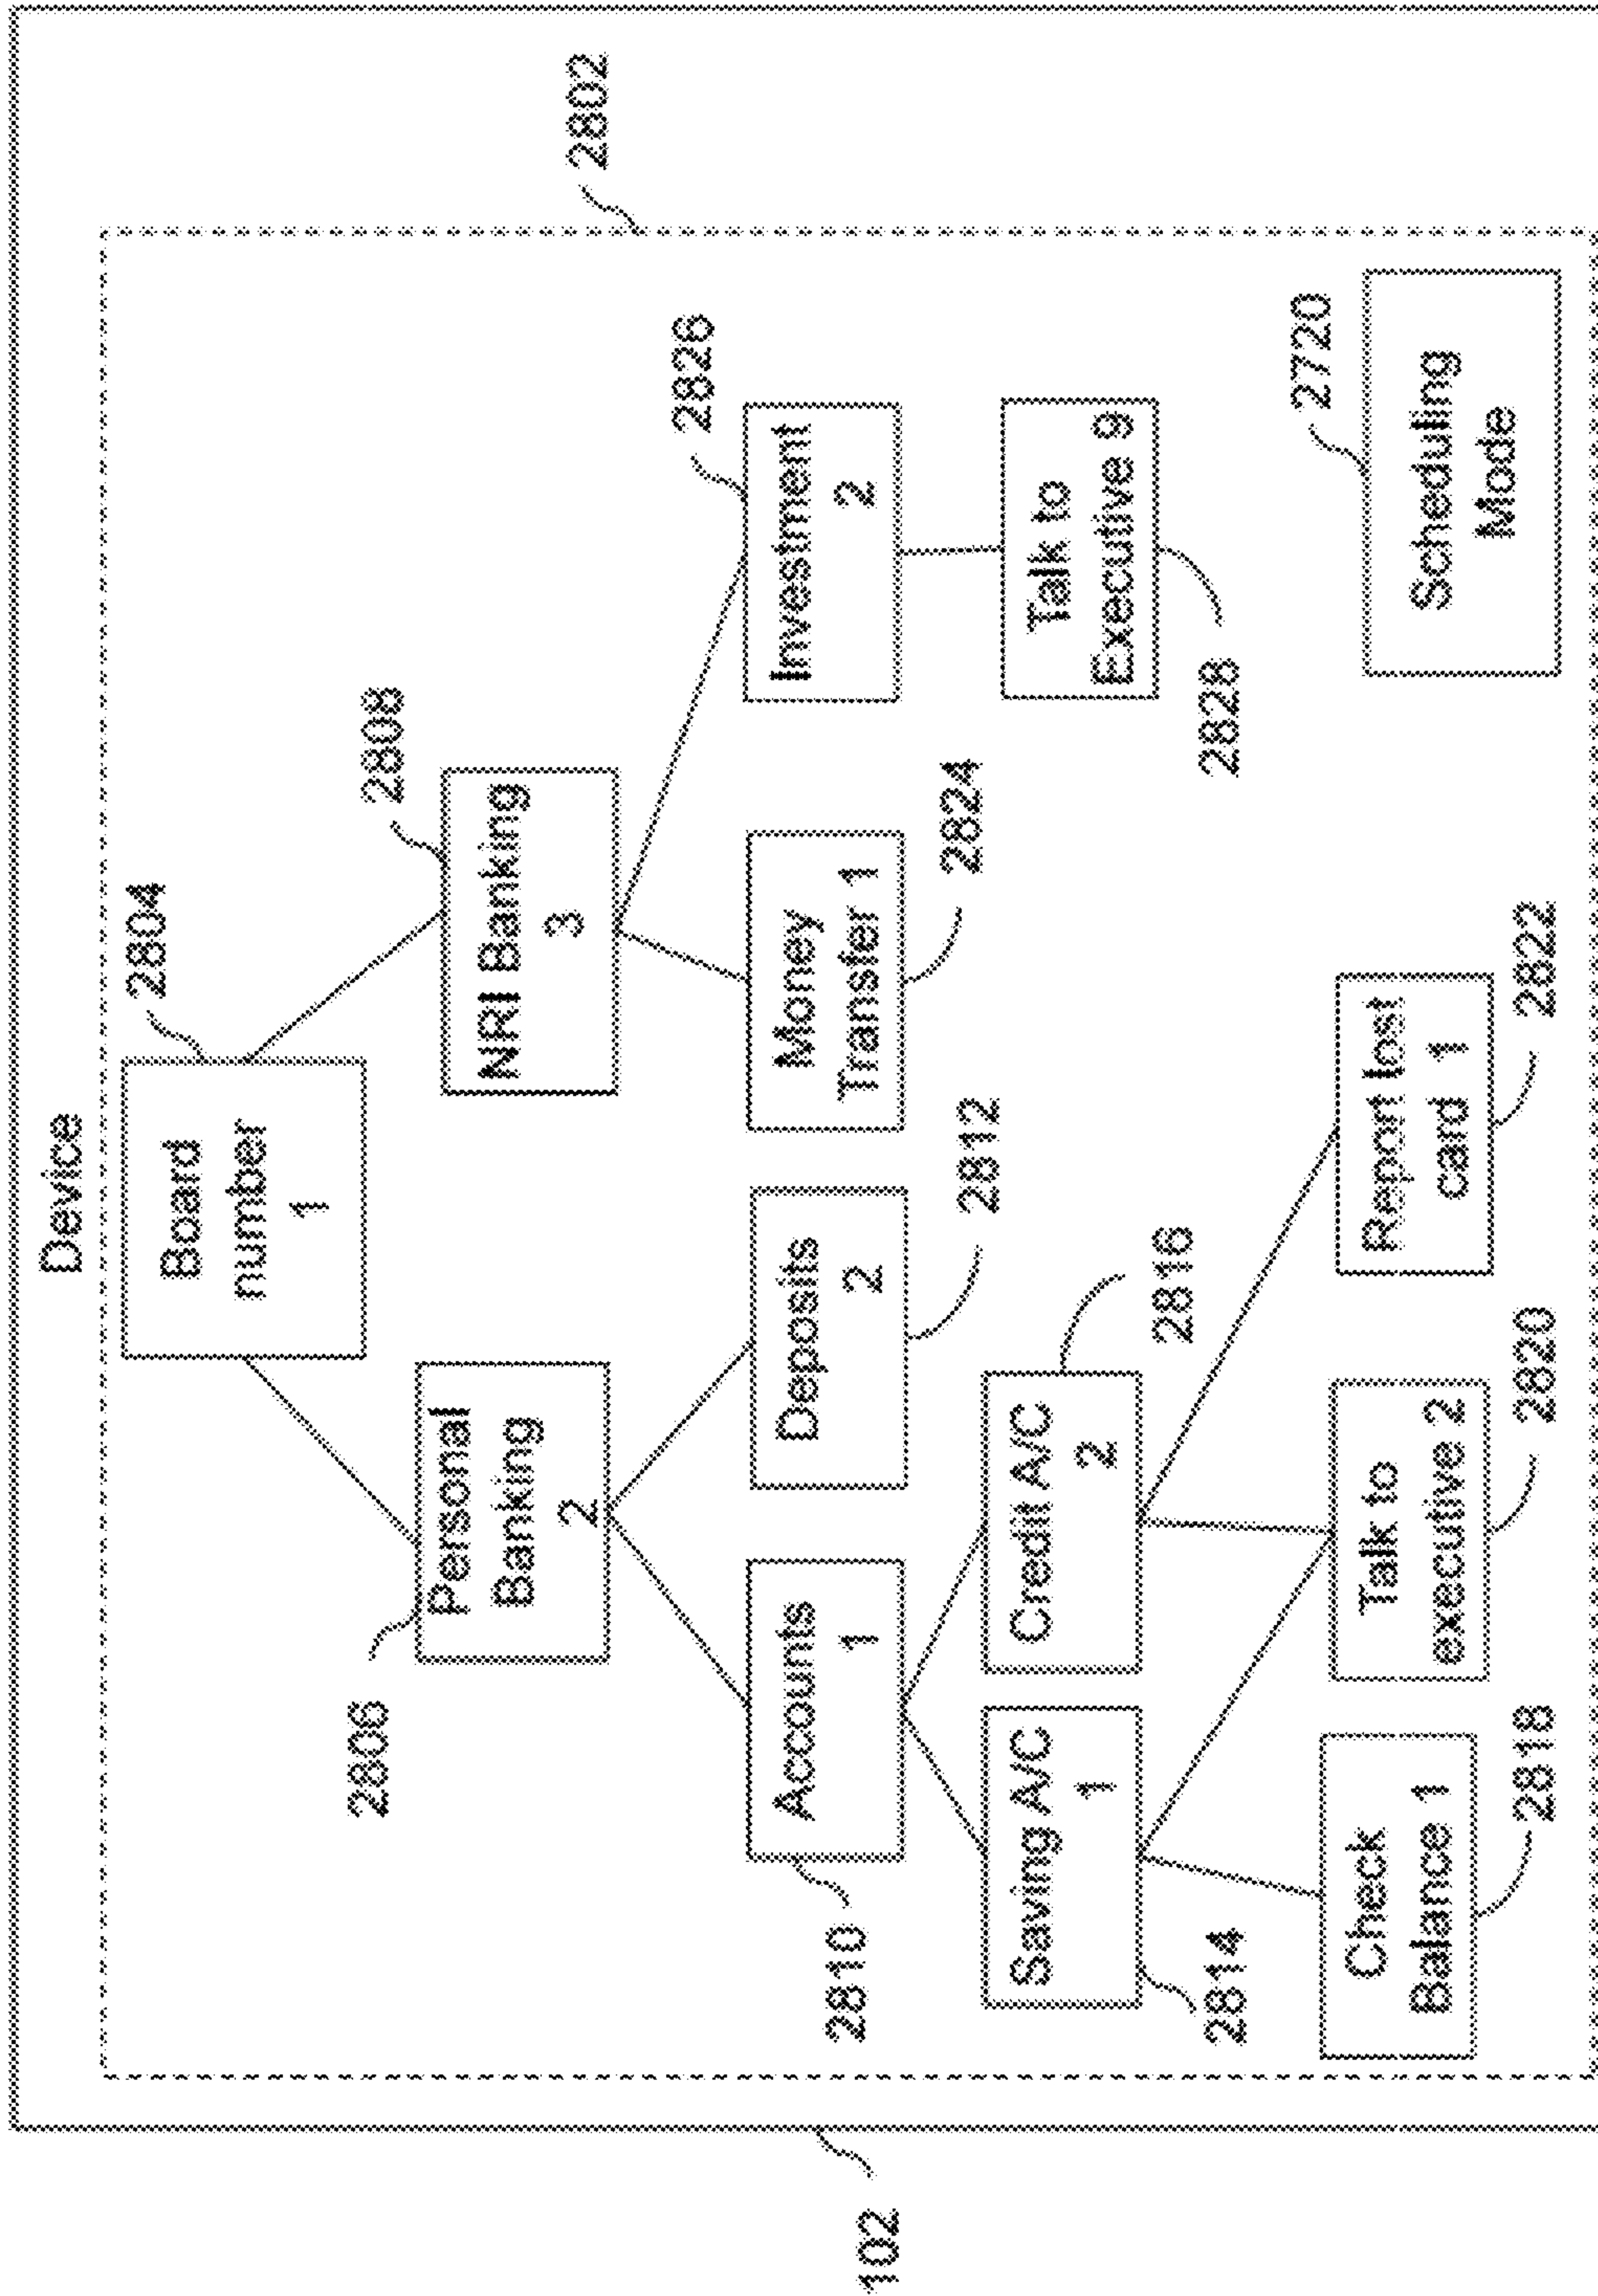 Device
2802
2804
Board
number
1
2808
2806
Personal
Banking
2
NRI Banking
3
2826
Accounts
1
Deposits
2
Money
Transfer 1
Investment
2
2810
2812
2824
Saving A/C
1
Credit A/C
2
Talk to
Executive 9
2814
2816
2828
2720
Check
Balance 1
Talk to
executive 2
Report lost
card 1
Scheduling
Mode
2818
2820
2822
102